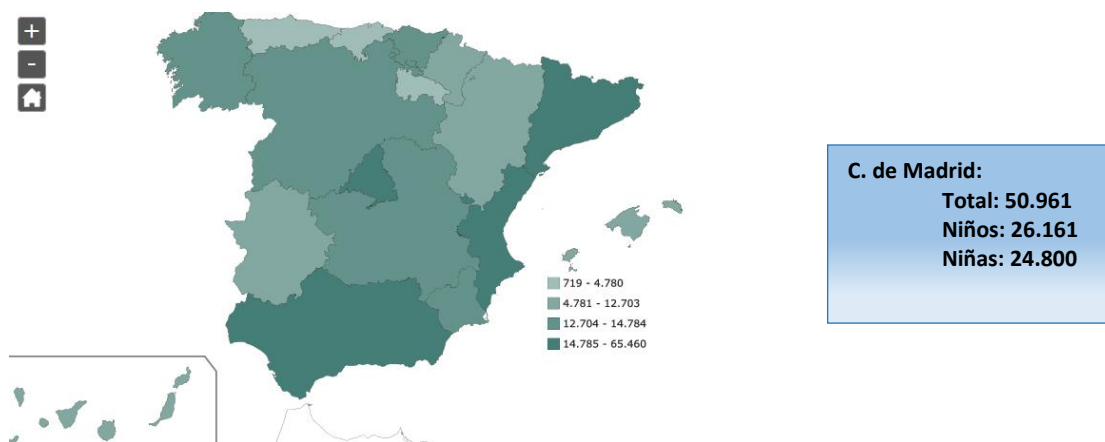 +
-
C. de Madrid:
Total: 50.961
Niños: 26.161
Niñas: 24.800
719 - 4.780
4.781 - 12.703
12.704 - 14.784
14.785 - 65.460